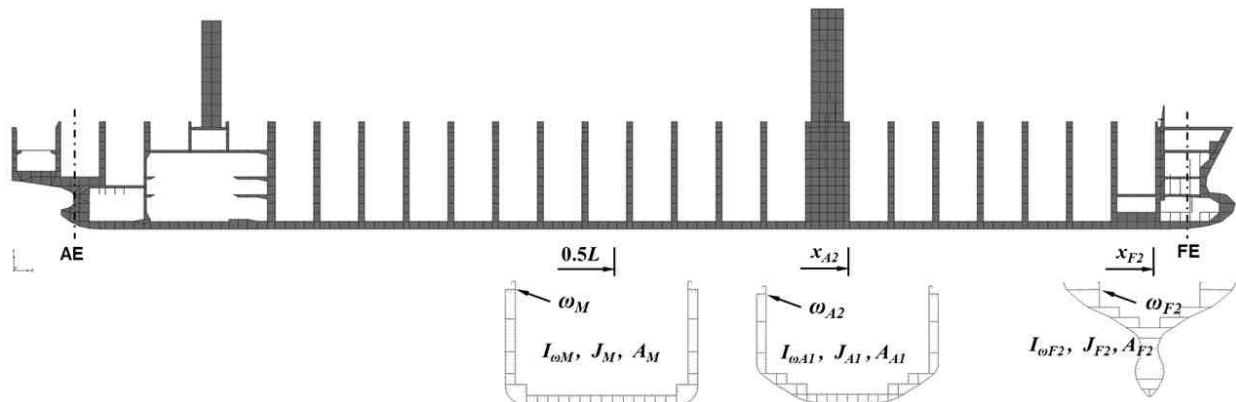 AE
FE
0.5L
x_{A2}
x_{F2}
ω_M
ω_{A2}
ω_{F2}
I_{ωM}, J_M, A_M
I_{ωA1}, J_{A1}, A_{A1}
I_{ωF2}, J_{F2}, A_{F2}